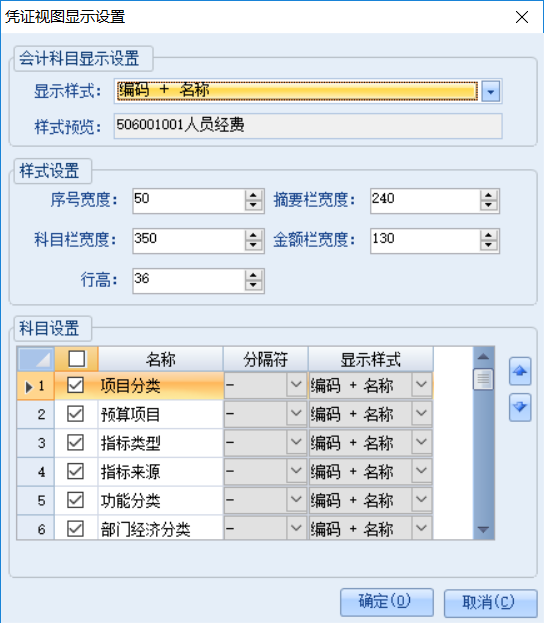 凭证视图显示设置
会计科目显示设置
显示样式： 编码 + 名称
样式预览： 506001001人员经费
样式设置
序号宽度： 50 摘要栏宽度： 240
科目栏宽度： 350 金额栏宽度： 130
行高： 36
科目设置
名称 分隔符 显示样式
1 项目分类 - 编码 + 名称
2 预算项目 - 编码 + 名称
3 指标类型 - 编码 + 名称
4 指标来源 - 编码 + 名称
5 功能分类 - 编码 + 名称
6 部门经济分类 - 编码 + 名称
确定(O) 取消(C)